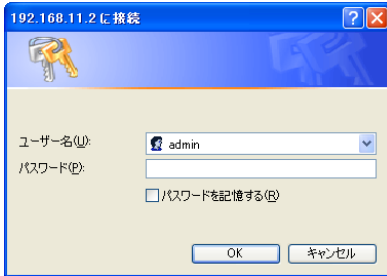 192.168.11.2 に接続
ユーザー名(U):
admin
パスワード(P):
パスワードを記憶する(R)
OK
キャンセル